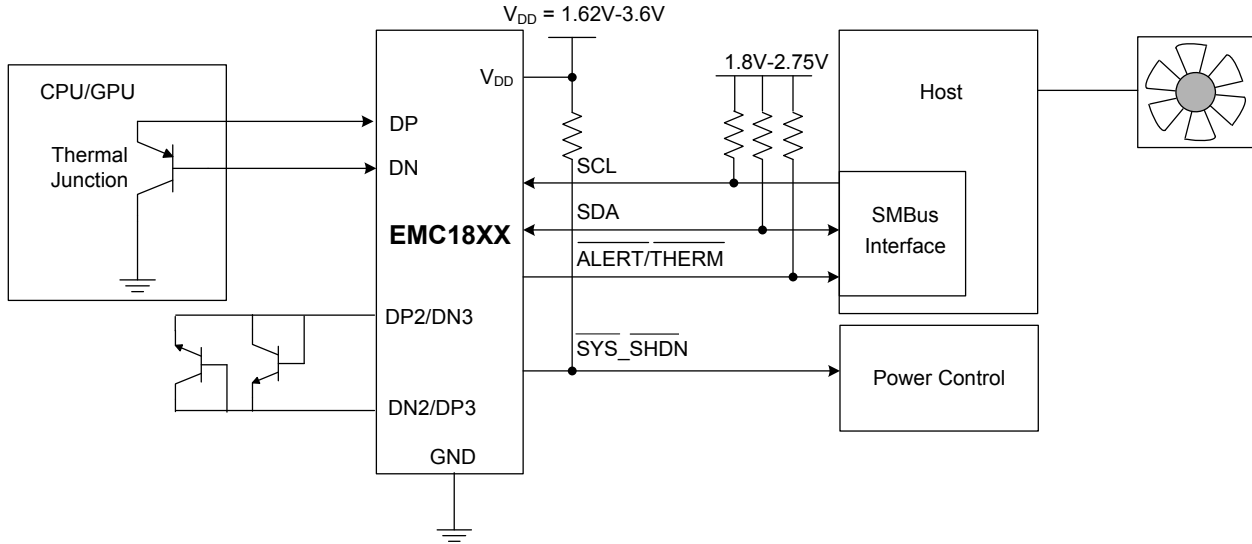 V_DD = 1.62V-3.6V
1.8V-2.75V
CPU/GPU
Thermal
Junction
V_DD
DP
DN
EMC18XX
DP2/DN3
DN2/DP3
GND
SCL
SDA
ALERT/THERM
SYS_SHDN
Host
SMBus
Interface
Power Control